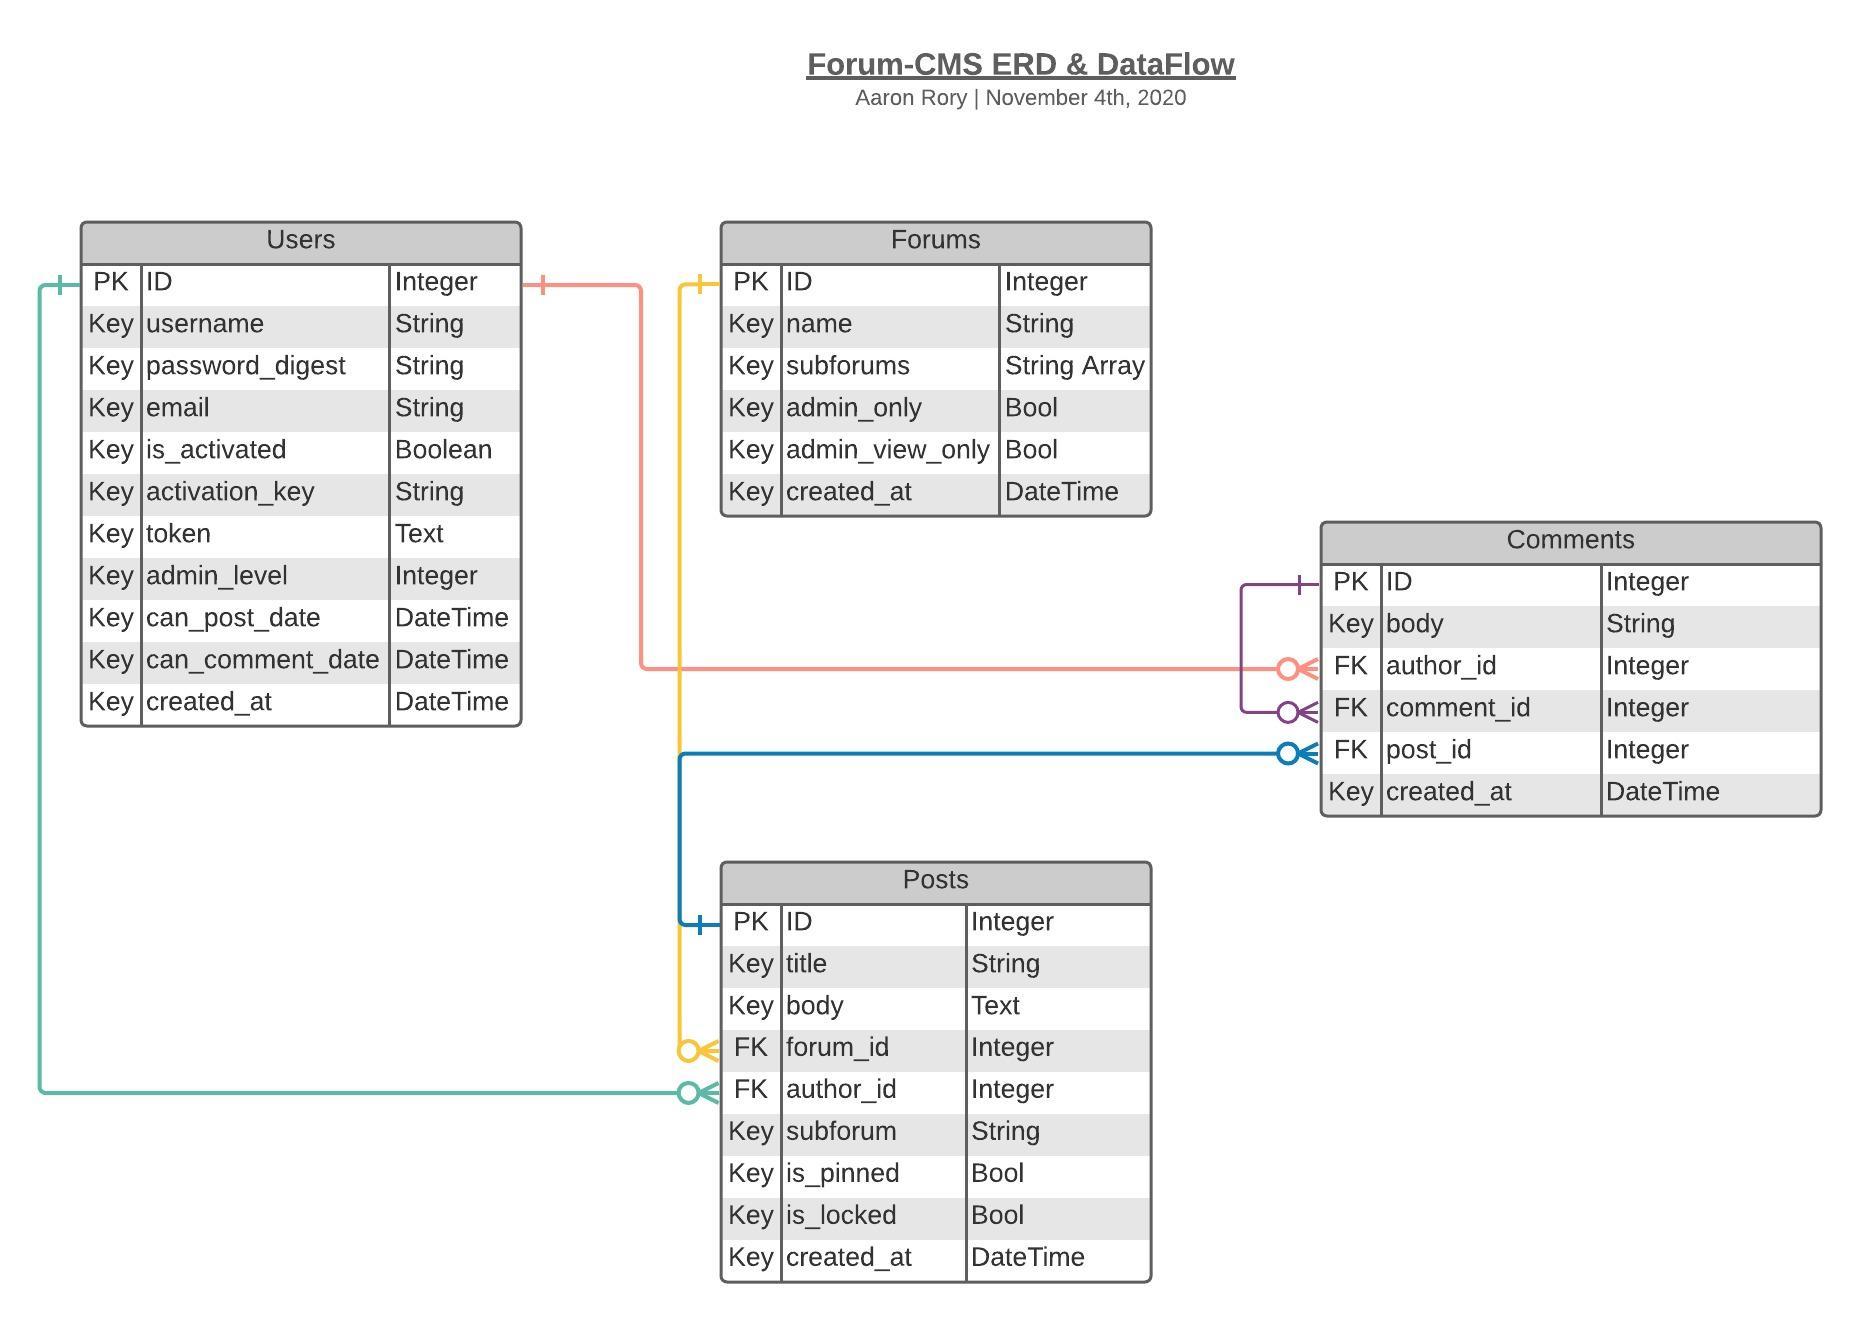 Forum-CMS ERD & DataFlow
Aaron Rory | November 4th, 2020
Users
PK ID Integer
Key username String
Key password_digest String
Key email String
Key is_activated Boolean
Key activation_key String
Key token Text
Key admin_level Integer
Key can_post_date DateTime
Key can_comment_date DateTime
Key created_at DateTime
Forums
PK ID Integer
Key name String
Key subforums String Array
Key admin_only Bool
Key admin_view_only Bool
Key created_at DateTime
Comments
PK ID Integer
Key body String
FK author_id Integer
FK comment_id Integer
FK post_id Integer
Key created_at DateTime
Posts
PK ID Integer
Key title String
Key body Text
FK forum_id Integer
FK author_id Integer
Key subforum String
Key is_pinned Bool
Key is_locked Bool
Key created_at DateTime